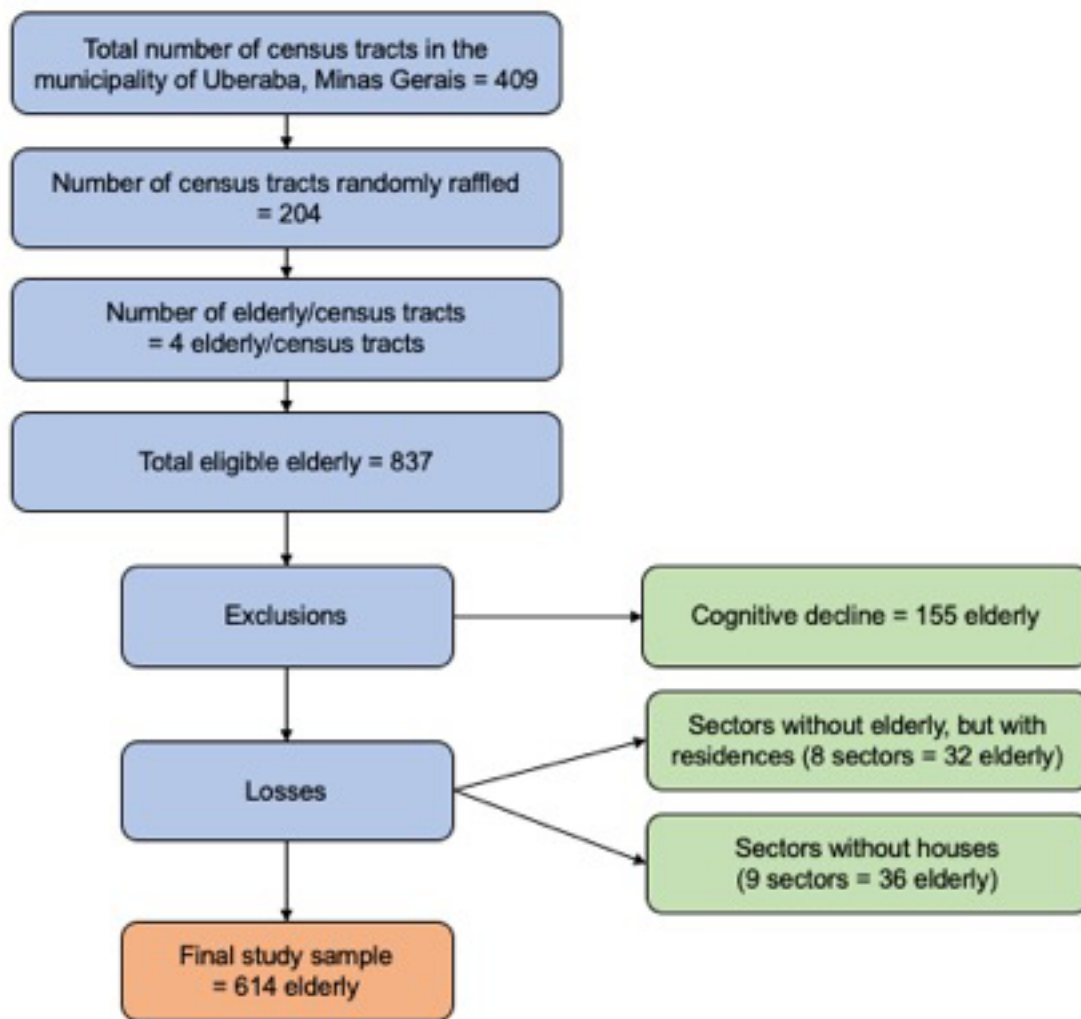 Total number of census tracts in the
municipality of Uberaba, Minas Gerais = 409
Number of census tracts randomly raffled
= 204
Number of elderly/census tracts
= 4 elderly/census tracts
Total eligible elderly = 837
Exclusions
Cognitive decline = 155 elderly
Sectors without elderly, but with
residences (8 sectors = 32 elderly)
Losses
Sectors without houses
(9 sectors = 36 elderly)
Final study sample
= 614 elderly